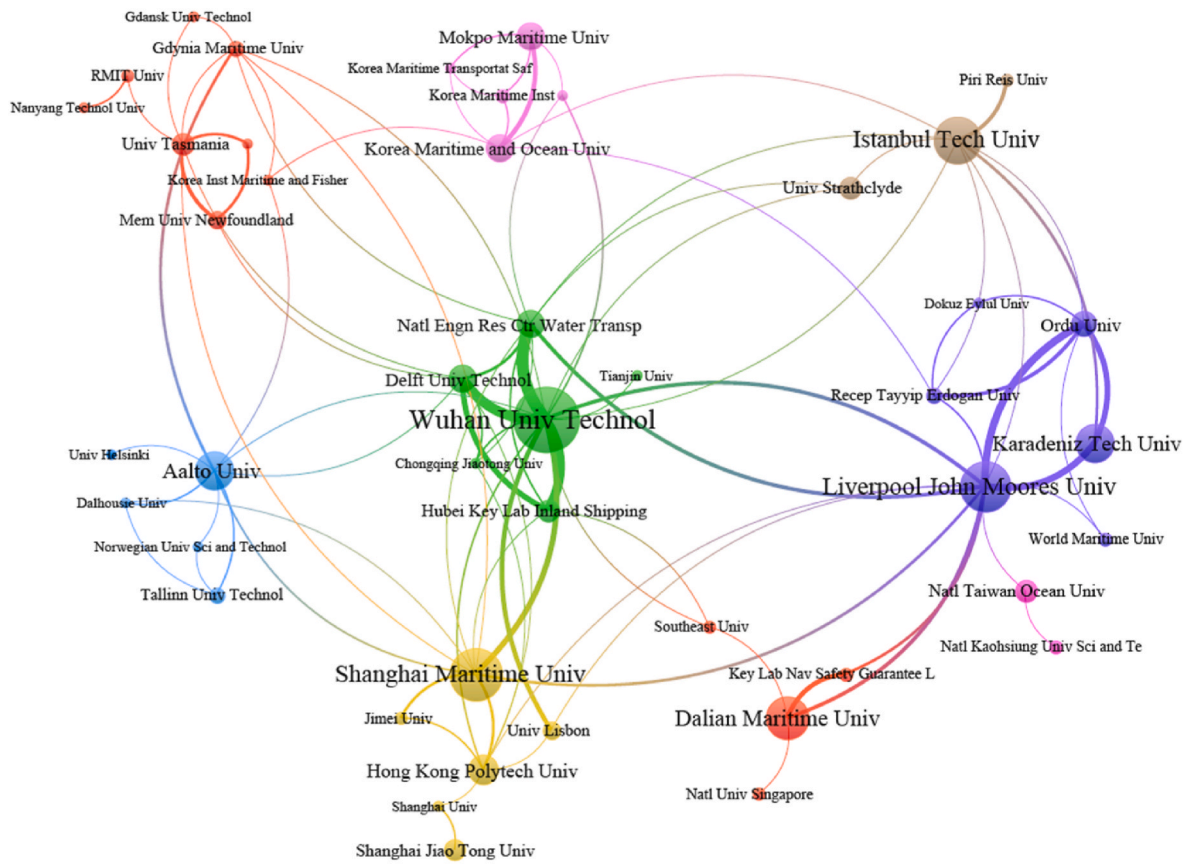 Gdansk Univ Technol
Gdynia Maritime Univ
RMIT Univ
Nanyang Technol Univ
Univ Tasmania
Korea Inst Maritime and Fisher
Mem Univ Newfoundland
Mokpo Maritime Univ
Korea Maritime Transportat Saf
Korea Maritime Inst
Korea Maritime and Ocean Univ
Piri Reis Univ
Istanbul Tech Univ
Univ Strathclyde
Natl Engn Res Ctr Water Transp
Delft Univ Technol
Tianjin Univ
Wuhan Univ Technol
Chongqing Jiaotong Univ
Hubei Key Lab Inland Shipping
Dokuz Eylul Univ
Ordu Univ
Recep Tayyip Erdogan Univ
Karadeniz Tech Univ
Liverpool John Moores Univ
World Maritime Univ
Natl Taiwan Ocean Univ
Natl Kaohsiung Univ Sci and Te
Univ Helsinki
Aalto Univ
Dalhousie Univ
Norwegian Univ Sci and Technol
Tallinn Univ Technol
Southeast Univ
Key Lab Nav Safety Guarantee L
Dalian Maritime Univ
Natl Univ Singapore
Shanghai Maritime Univ
Jimei Univ
Univ Lisbon
Hong Kong Polytech Univ
Shanghai Univ
Shanghai Jiao Tong Univ